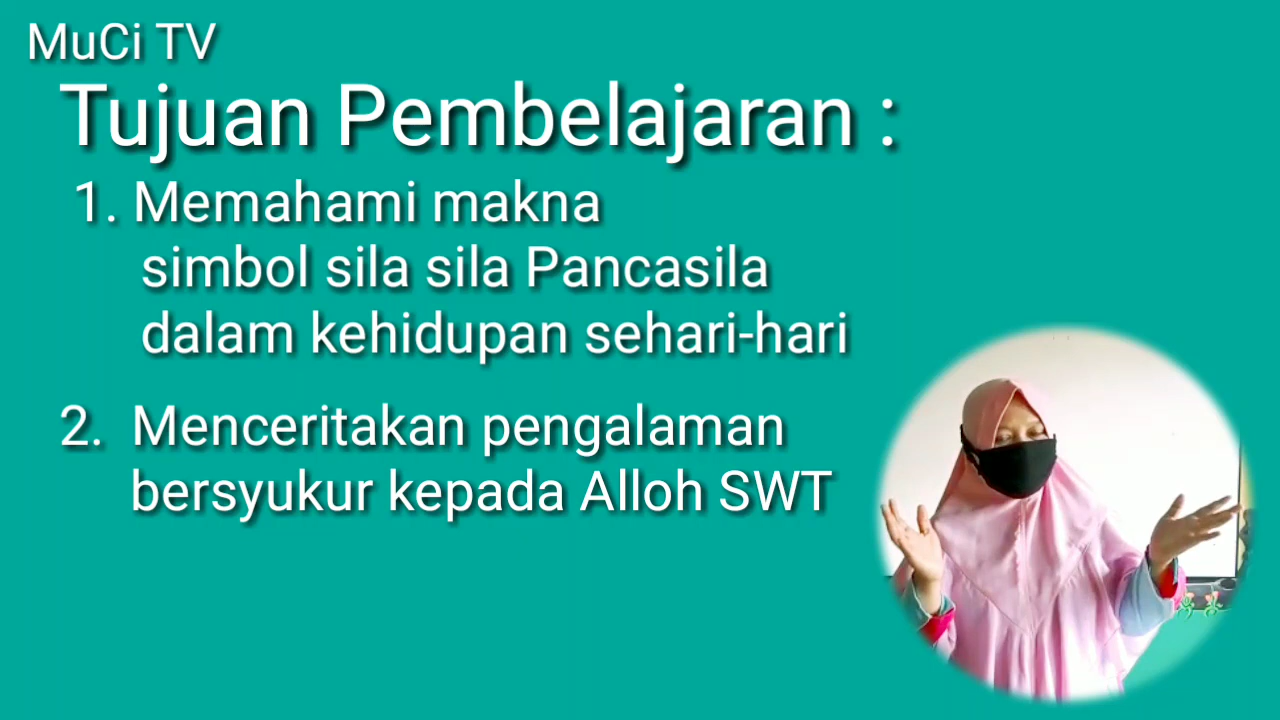 MuCi TV
Tujuan Pembelajaran :
1. Memahami makna
simbol sila sila Pancasila
dalam kehidupan sehari-hari
2. Menceritakan pengalaman
bersyukur kepada Alloh SWT